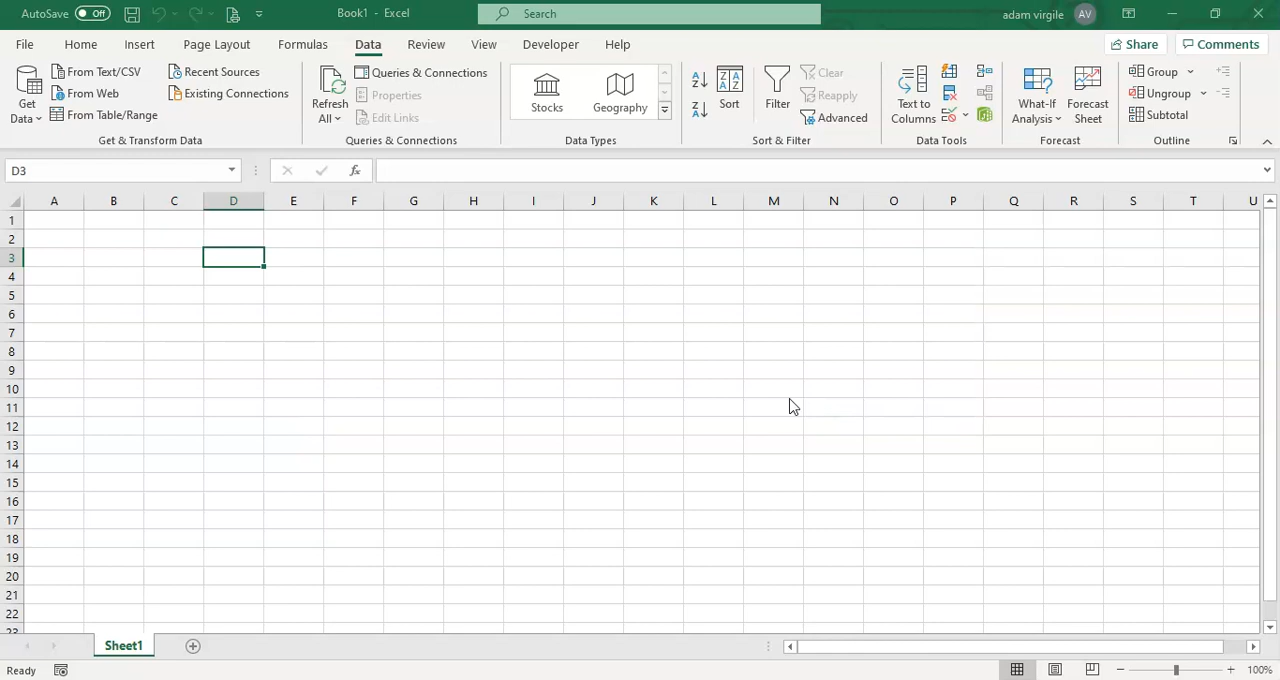 AutoSave Off Book1 - Excel Search adam virgile AV
File Home Insert Page Layout Formulas Data Review View Developer Help Share Comments
Get Data From Text/CSV From Web From Table/Range Recent Sources Existing Connections
Get & Transform Data
Refresh All Queries & Connections Properties Edit Links
Queries & Connections
Stocks Geography
Data Types
Sort Filter Clear Reapply Advanced
Sort & Filter
Text to Columns
Data Tools
What-If Analysis Forecast Sheet
Forecast
Group Ungroup Subtotal
Outline
D3 fx
A B C D E F G H I J K L M N O P Q R S T U
1
2
3
4
5
6
7
8
9
10
11
12
13
14
15
16
17
18
19
20
21
22
23
Sheet1
Ready 100%